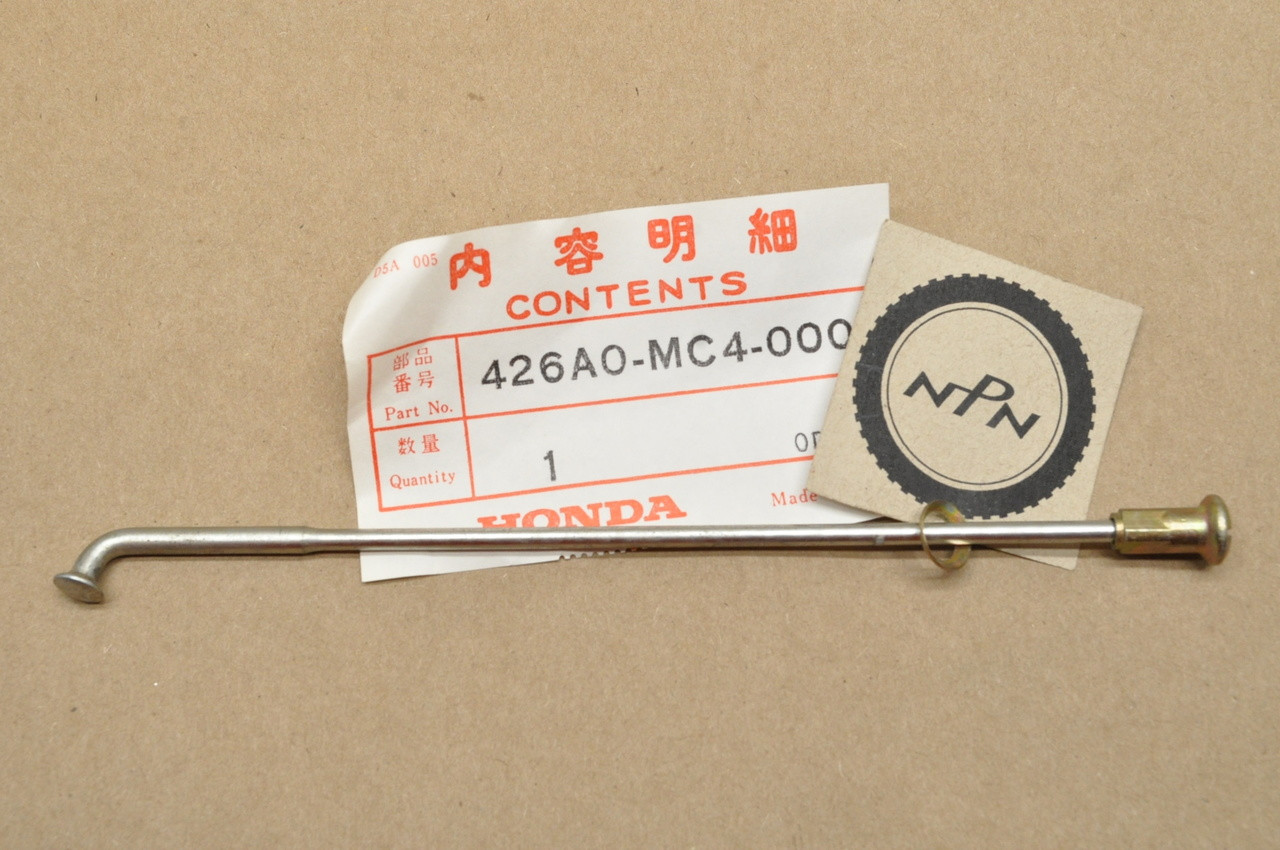 D5A 005
内容明細
CONTENTS
部品
番号
Part No.
426A0-MC4-000
数量
Quantity
1
HONDA
Made
NPN